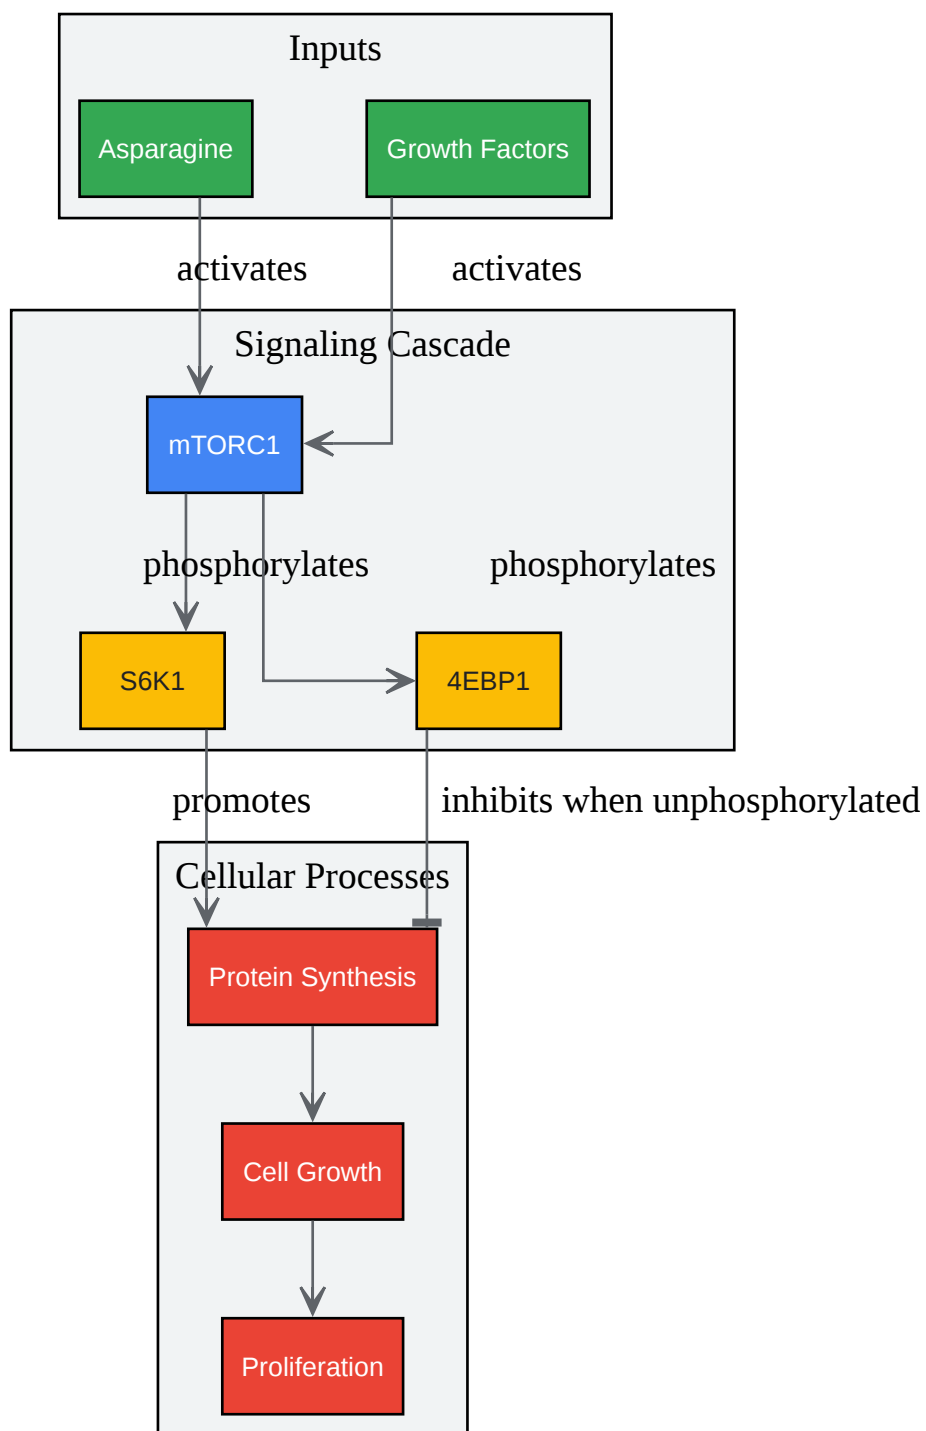 Inputs
Asparagine
Growth Factors
activates
activates
Signaling Cascade
mTORC1
phosphorylates
phosphorylates
S6K1
4EBP1
promotes
inhibits when unphosphorylated
Cellular Processes
Protein Synthesis
Cell Growth
Proliferation